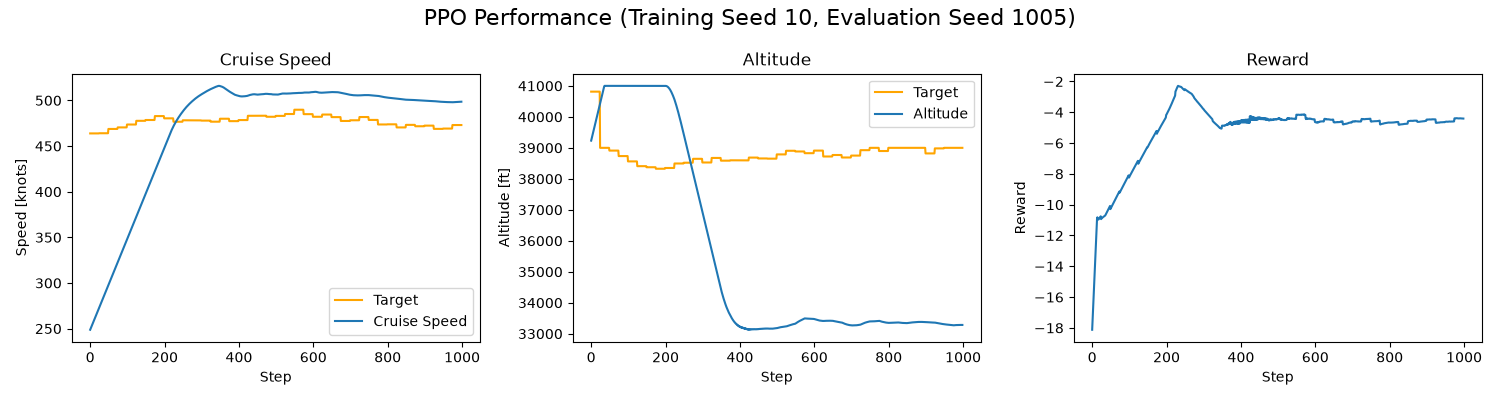 PPO Performance (Training Seed 10, Evaluation Seed 1005)
Cruise Speed
Speed [knots]
500
450
400
350
300
250
0 200 400 600 800 1000
Step
Target
Cruise Speed
Altitude
Altitude [ft]
41000
40000
39000
38000
37000
36000
35000
34000
33000
0 200 400 600 800 1000
Step
Target
Altitude
Reward
Reward
−2
−4
−6
−8
−10
−12
−14
−16
−18
0 200 400 600 800 1000
Step